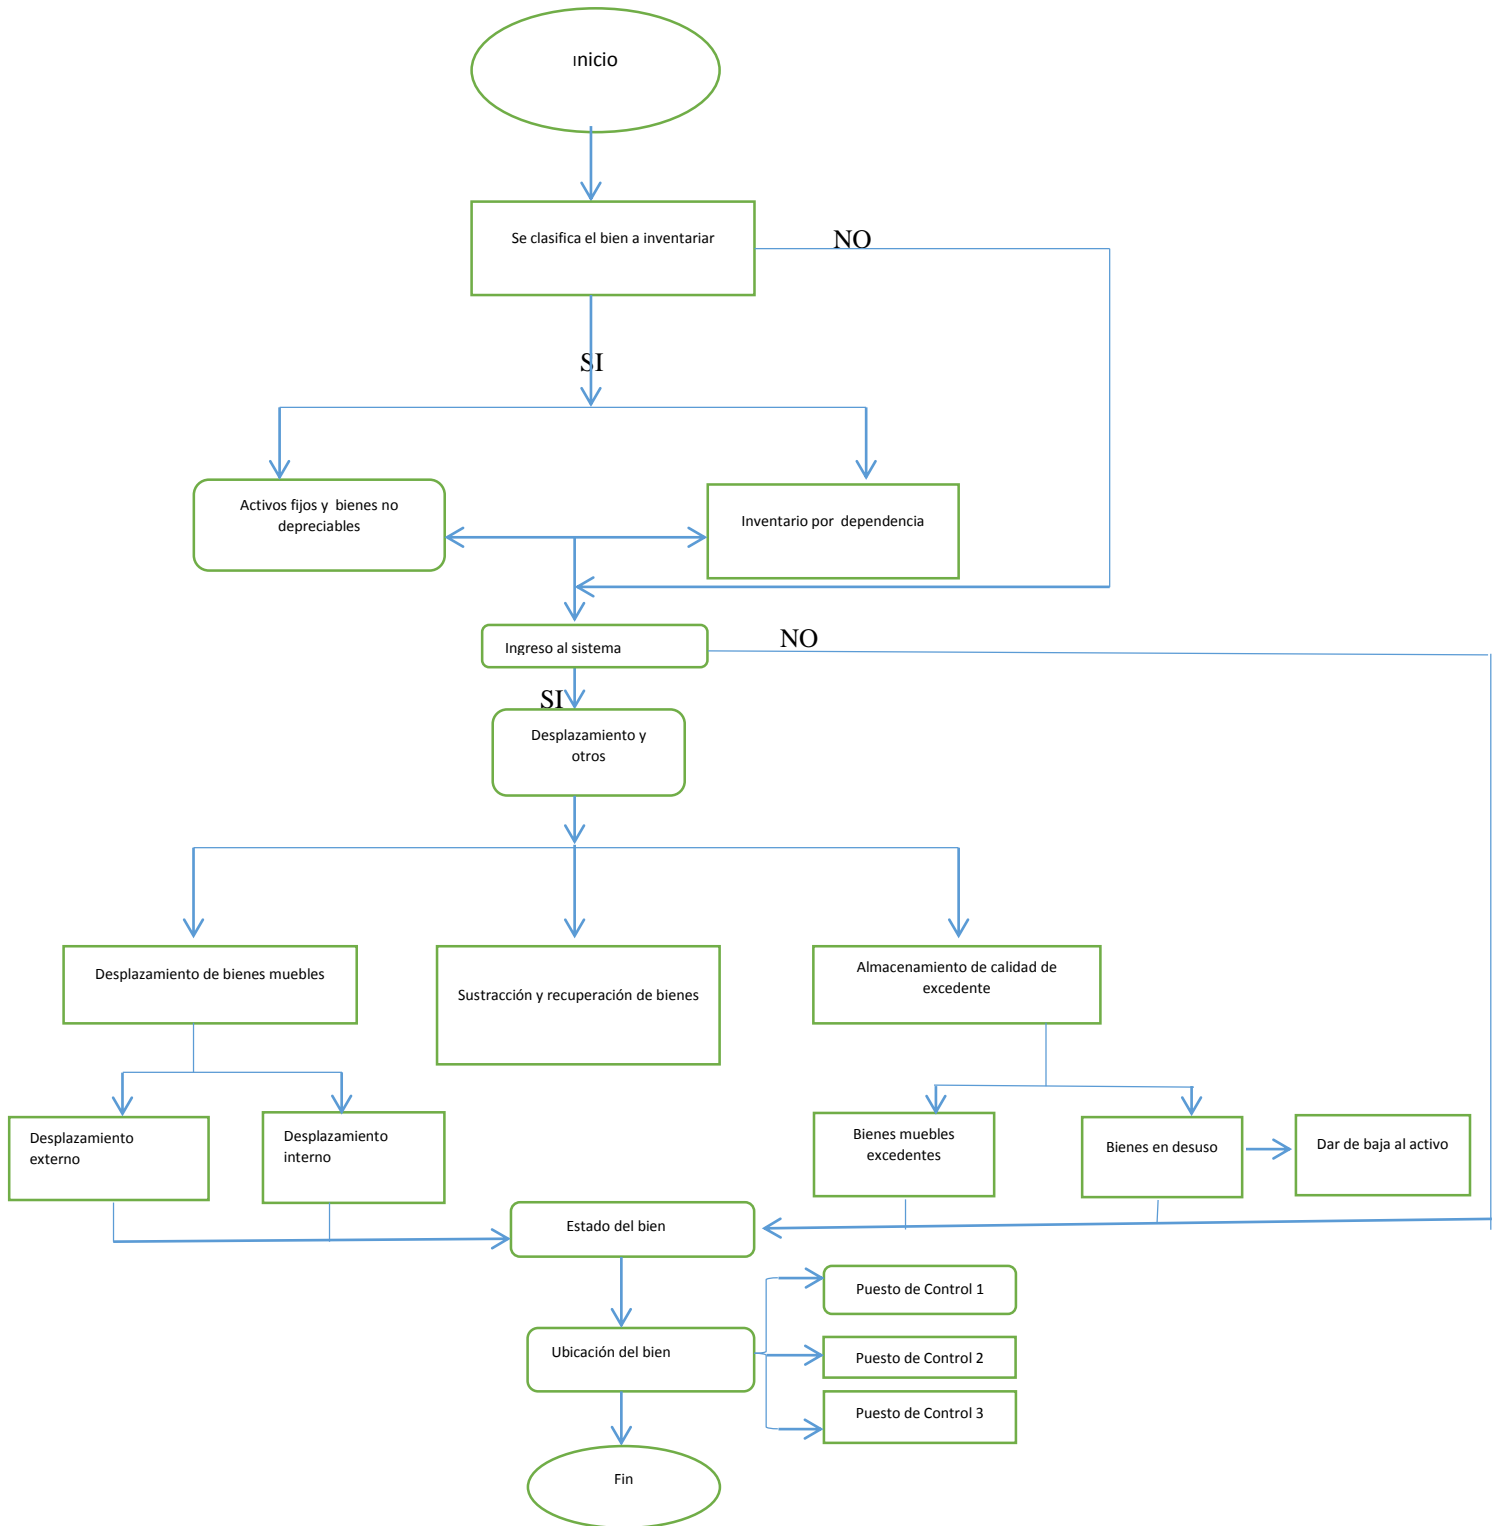 Inicio
Se clasifica el bien a inventariar
NO
SI
Activos fijos y bienes no
depreciables
Inventario por dependencia
Ingreso al sistema
NO
SI
Desplazamiento y
otros
Desplazamiento de bienes muebles
Sustracción y recuperación de bienes
Almacenamiento de calidad de
excedente
Desplazamiento
externo
Desplazamiento
interno
Bienes muebles
excedentes
Bienes en desuso
Dar de baja al activo
Estado del bien
Puesto de Control 1
Ubicación del bien
Puesto de Control 2
Puesto de Control 3
Fin